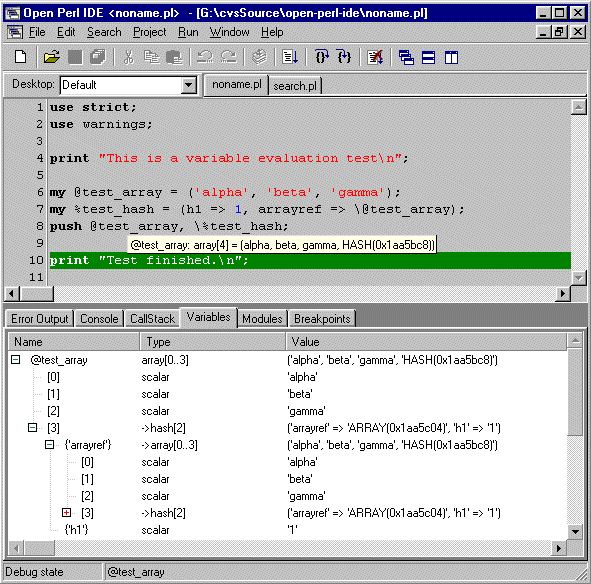 Open Perl IDE <noname.pl>  - [G:\cvsSource\open-perl-ide\noname.pl]
File Edit Search Project Run Window Help
Desktop: Default noname.pl search.pl
1 use strict;
2 use warnings;
3
4 print "This is a variable evaluation test\n";
6 my @test_array = ('alpha', 'beta', 'gamma');
7 my %test_hash = (h1 => 1, arrayref => \@test_array);
8 push @test_array, \%test_hash;
9 @test_array: array[4] = (alpha, beta, gamma, HASH(0x1aa5bc8))
10 print "Test finished.\n";
11
Error Output Console CallStack Variables Modules Breakpoints
Name Type Value
@test_array array[0..3] ('alpha', 'beta', 'gamma', 'HASH(0x1aa5bc8)')
[0] scalar 'alpha'
[1] scalar 'beta'
[2] scalar 'gamma'
[3] ->hash[2] ('arrayref' => 'ARRAY(0x1aa5c04)', 'h1' => '1')
{'arrayref'} ->array[0..3] ('alpha', 'beta', 'gamma', 'HASH(0x1aa5bc8)')
[0] scalar 'alpha'
[1] scalar 'beta'
[2] scalar 'gamma'
[3] ->hash[2] ('arrayref' => 'ARRAY(0x1aa5c04)', 'h1' => '1')
{'h1'} scalar '1'
Debug state @test_array